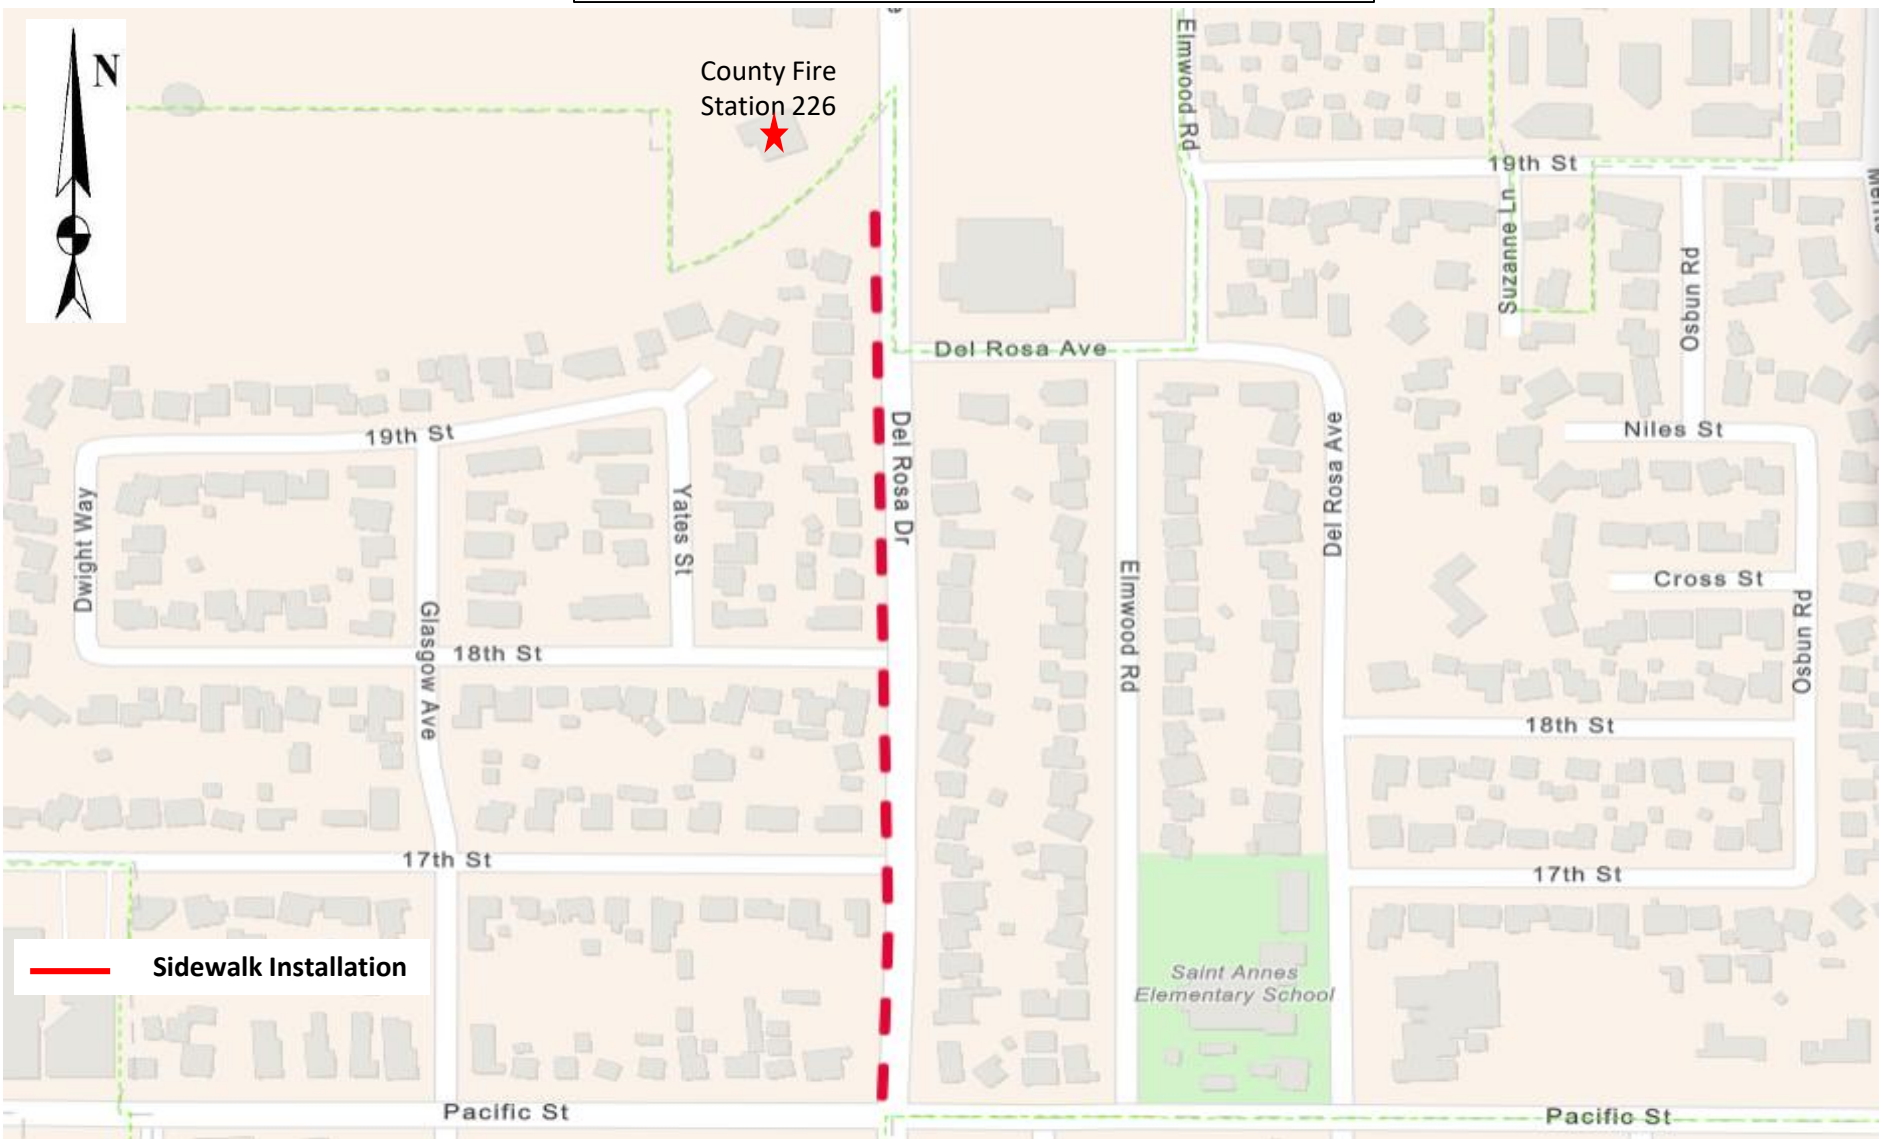 N
County Fire
Station 226
Elmwood Rd
19th St
Suzanne Ln
Osbun Rd
Del Rosa Ave
19th St
Del Rosa Dr
Del Rosa Ave
Niles St
Dwight Way
Yates St
Cross St
Elmwood Rd
Glasgow Ave
18th St
Osbun Rd
18th St
17th St
17th St
Sidewalk Installation
Saint Annes
Elementary School
Pacific St
Pacific St